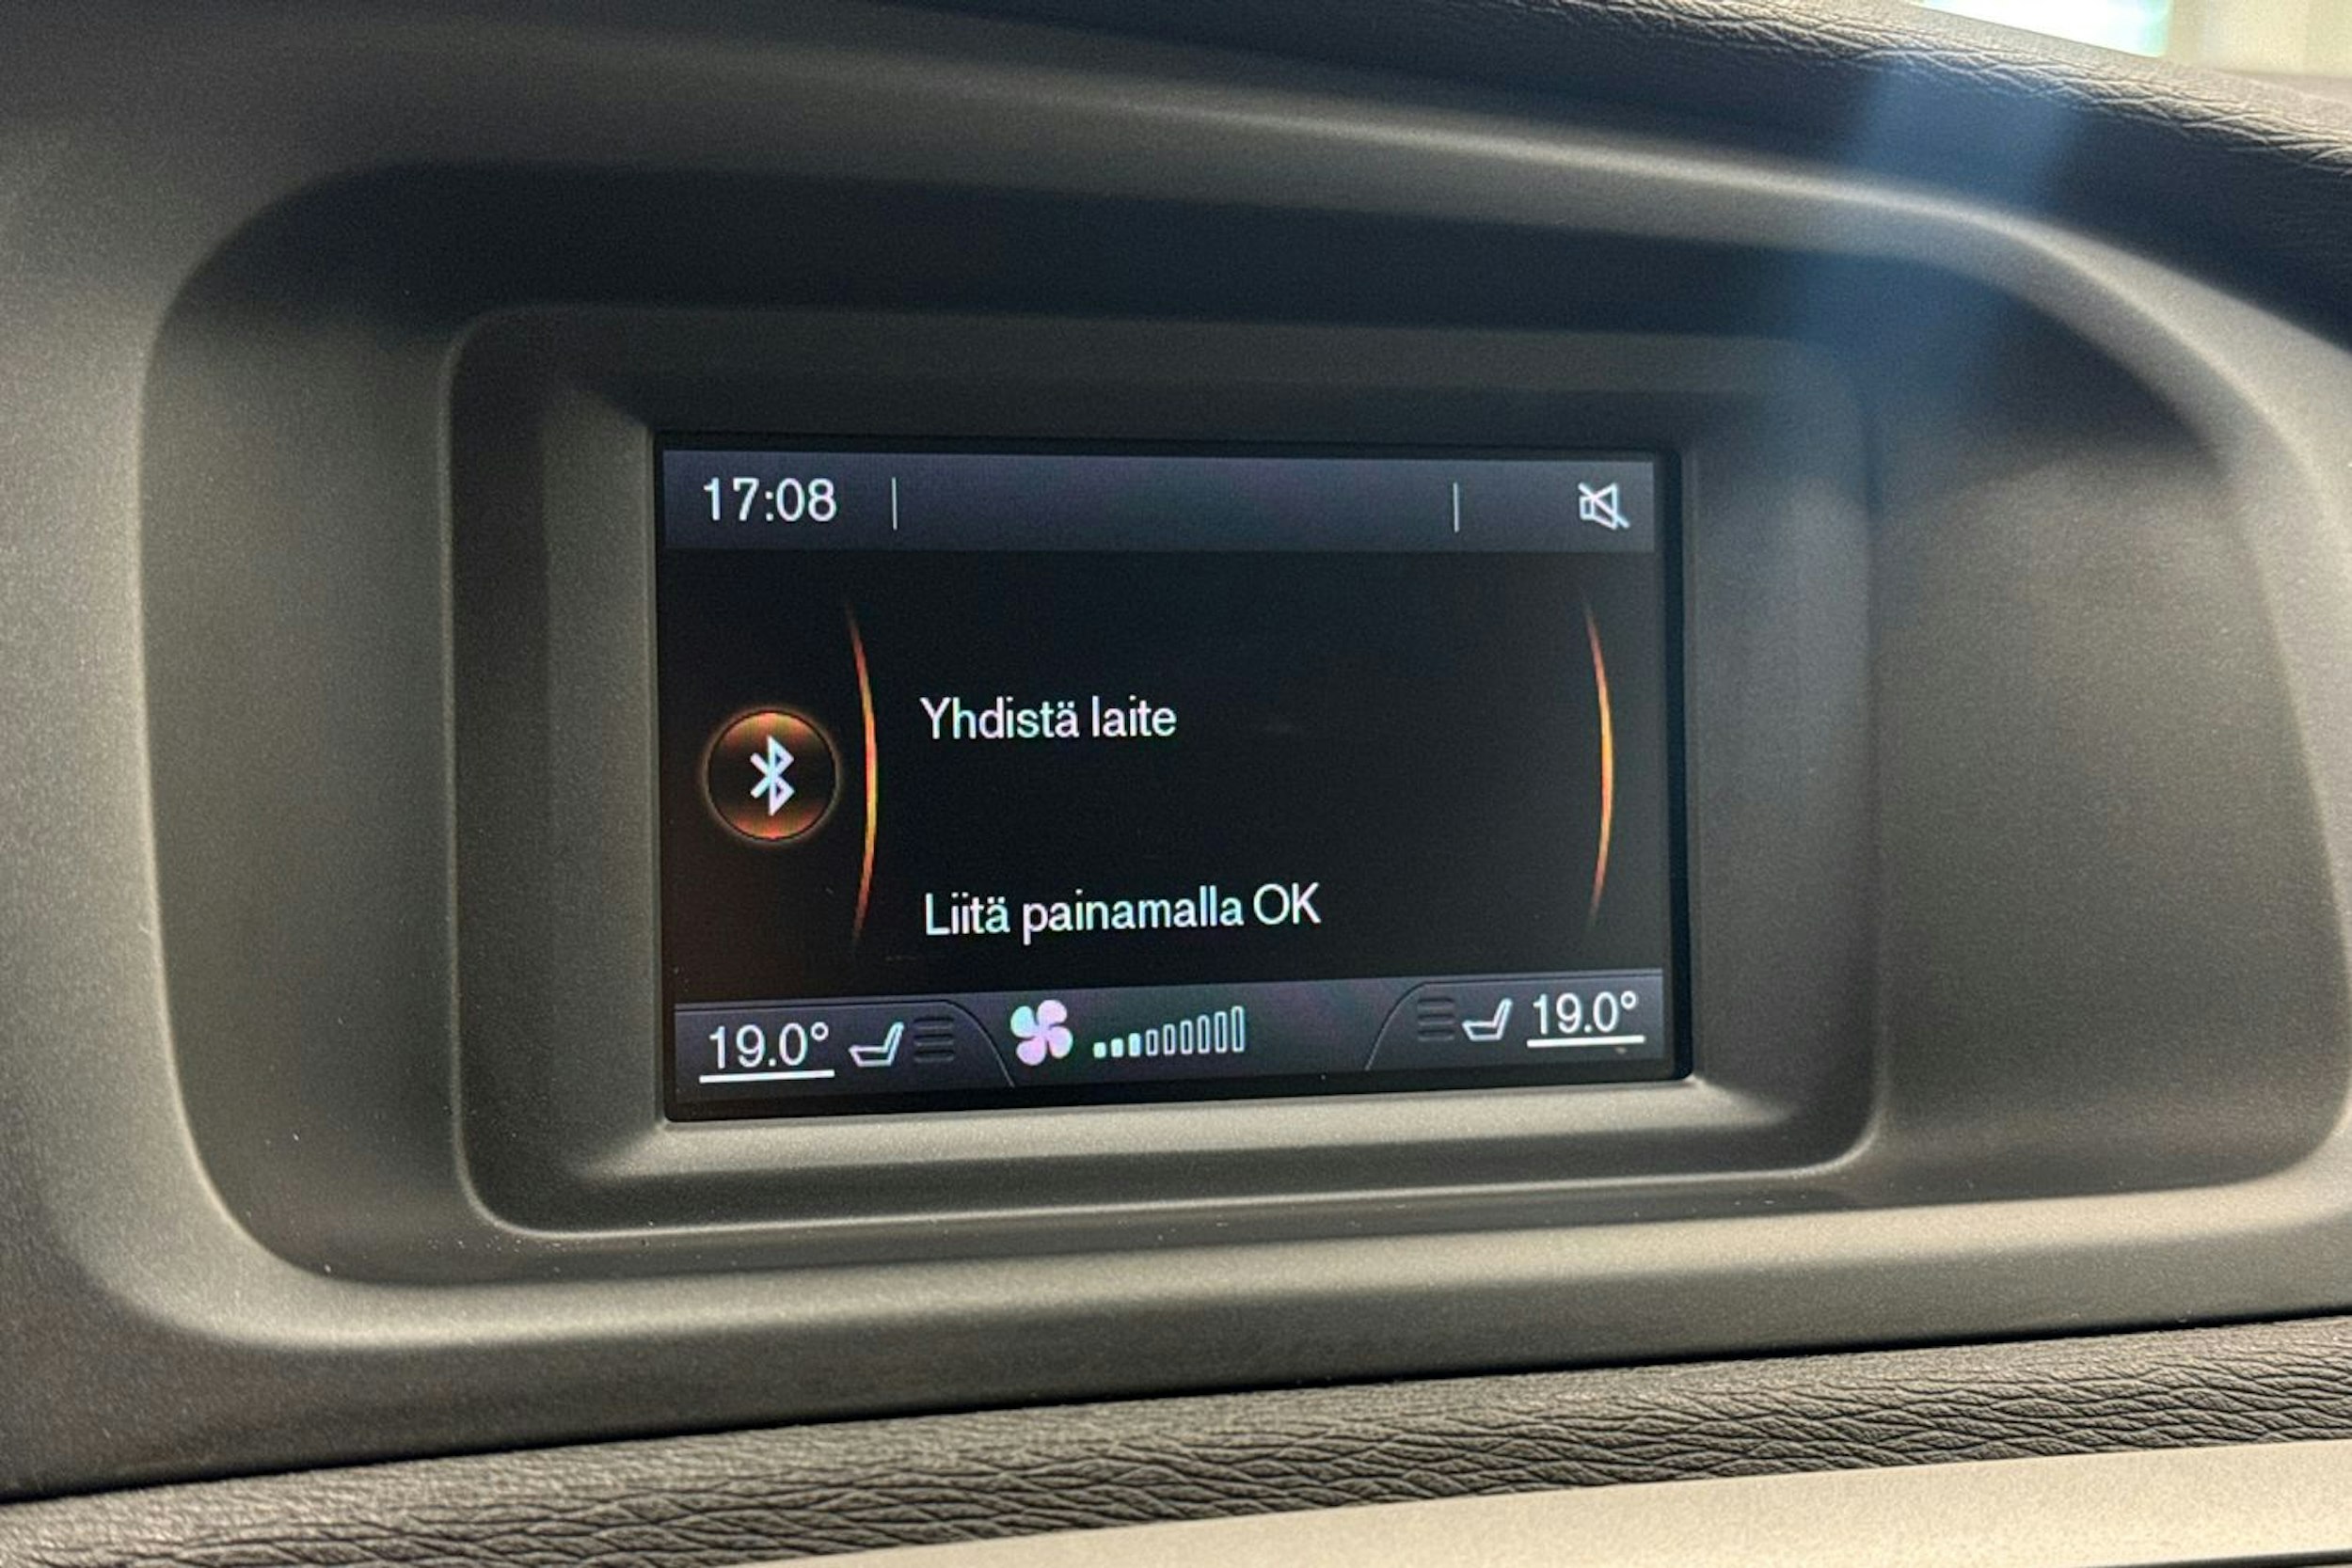 17:08
Yhdistä laite
Liitä painamalla OK
19.0° 19.0°